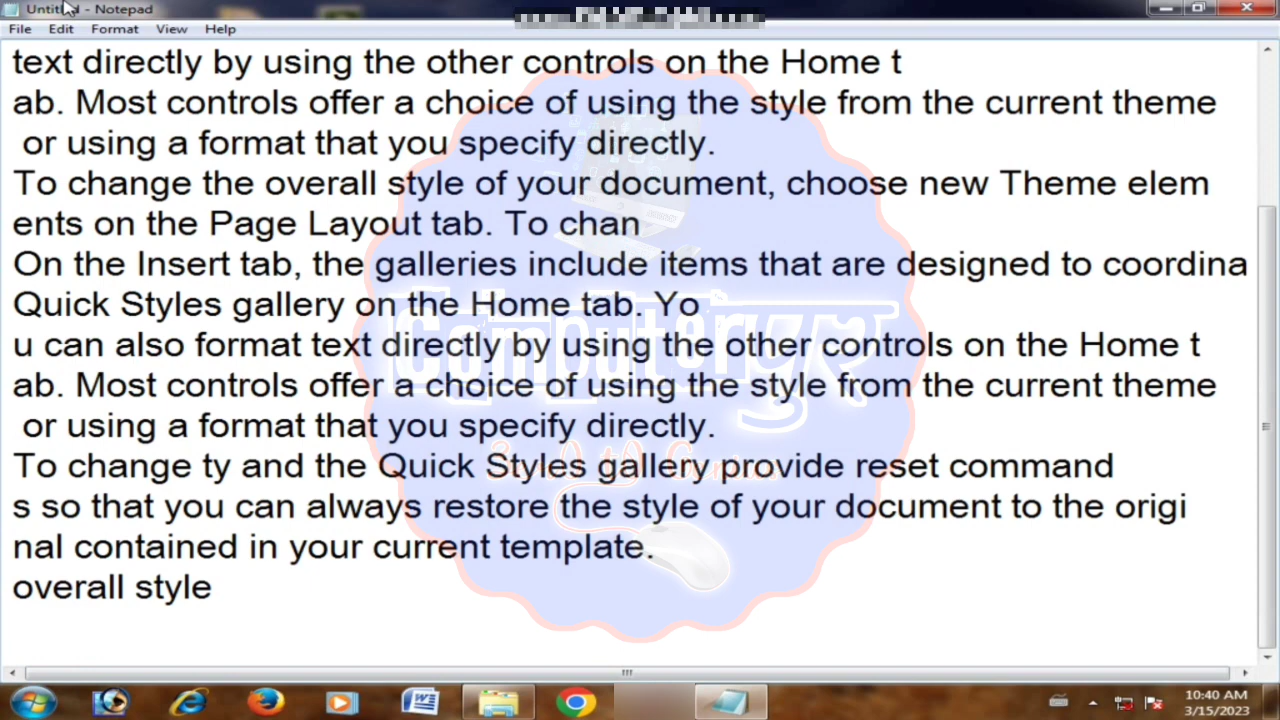 Untitled - Notepad
File Edit Format View Help
text directly by using the other controls on the Home t
ab. Most controls offer a choice of using the style from the current theme
or using a format that you specify directly.
To change the overall style of your document, choose new Theme elem
ents on the Page Layout tab. To chan
On the Insert tab, the galleries include items that are designed to coordina
Quick Styles gallery on the Home tab. Yo
u can also format text directly by using the other controls on the Home t
ab. Most controls offer a choice of using the style from the current theme
or using a format that you specify directly.
To change ty and the Quick Styles gallery provide reset command
s so that you can always restore the style of your document to the origi
nal contained in your current template.
overall style
Computerगुरु
10:40 AM
3/15/2023